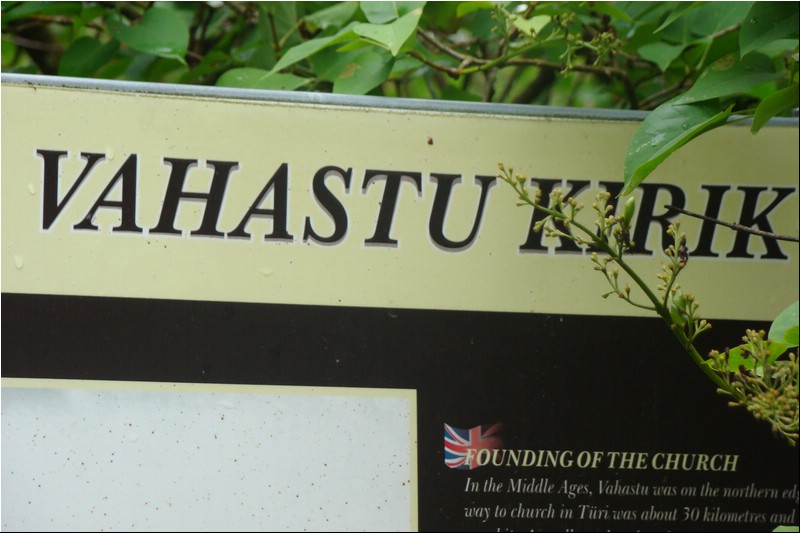 VAHASTU KIRIK
FOUNDING OF THE CHURCH
In the Middle Ages, Vahastu was on the northern
way to church in Türi was about 30 kilometres and